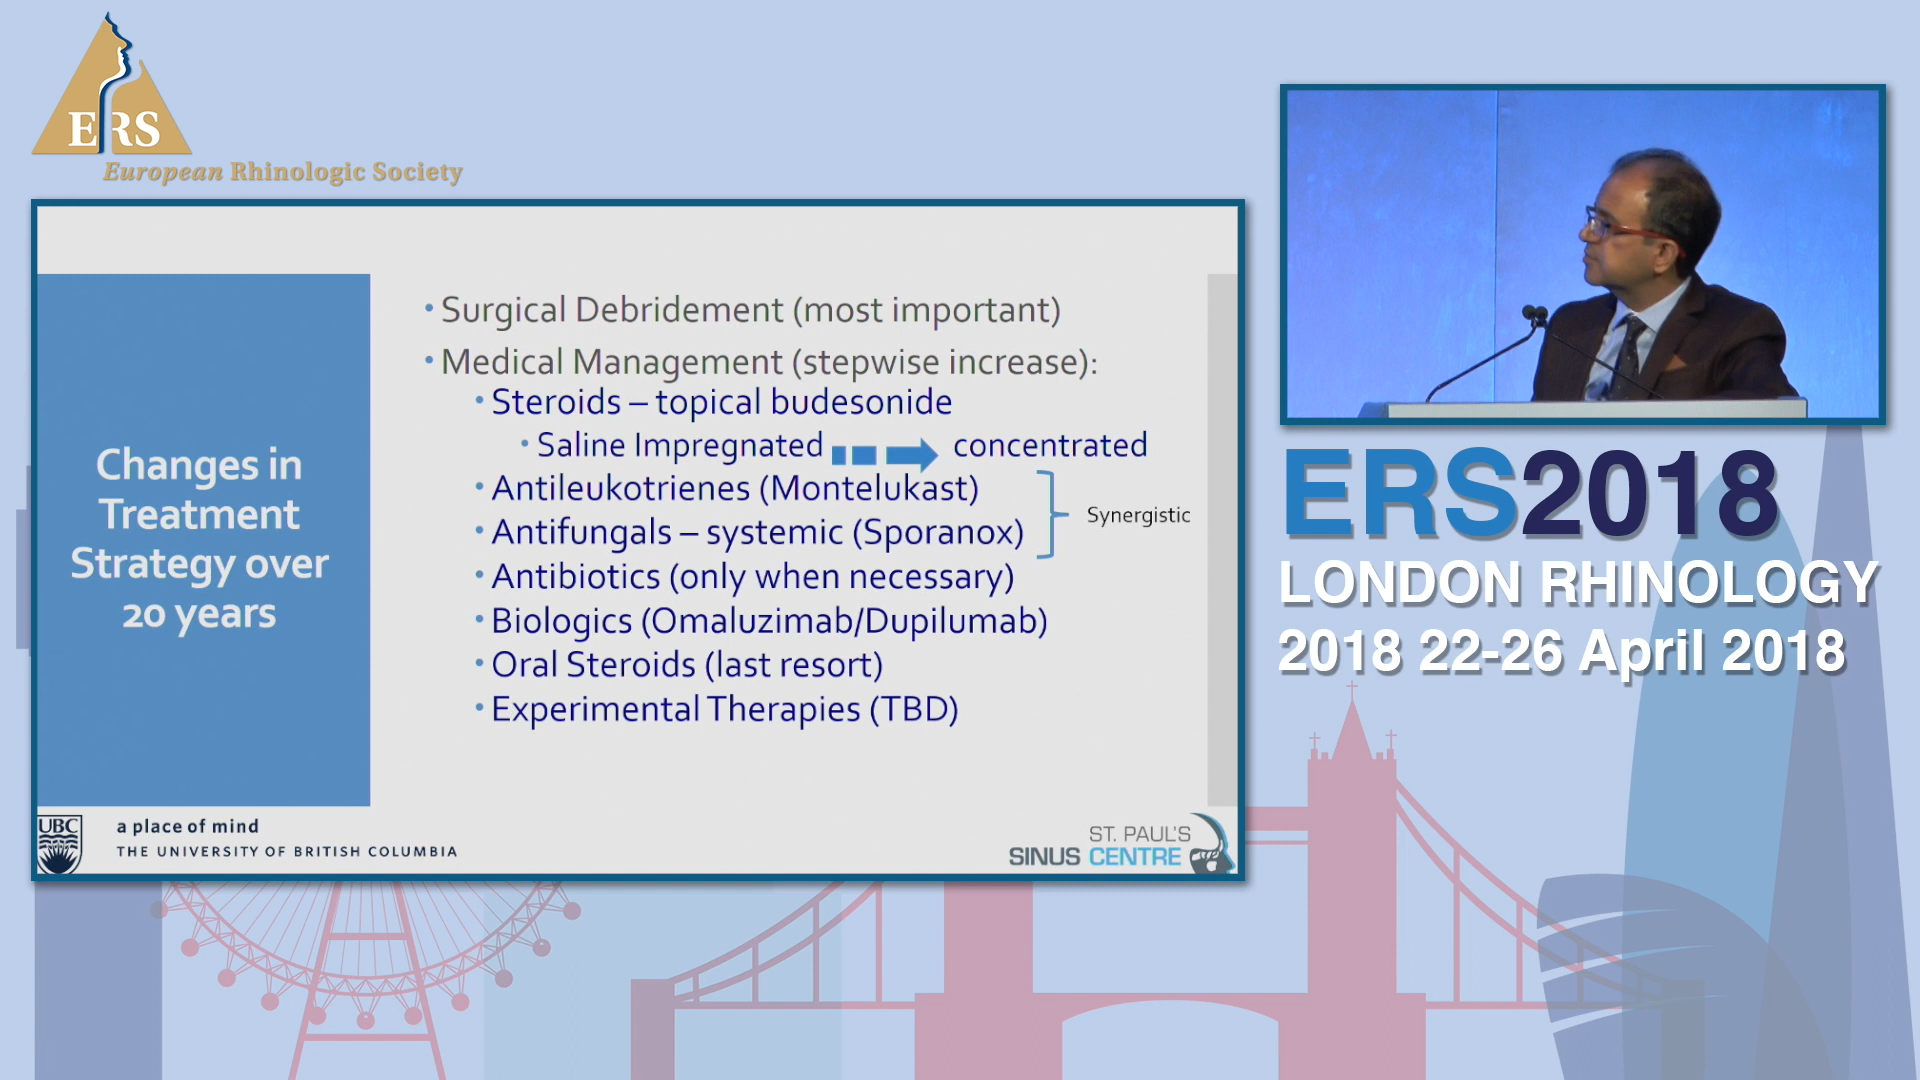 ERS
European Rhinologic Society
Changes in
Treatment
Strategy over
20 years
• Surgical Debridement (most important)
• Medical Management (stepwise increase):
• Steroids – topical budesonide
• Saline Impregnated concentrated
• Antileukotrienes (Montelukast)
• Antifungals – systemic (Sporanox)
Synergistic
• Antibiotics (only when necessary)
• Biologics (Omaluzimab/Dupilumab)
• Oral Steroids (last resort)
• Experimental Therapies (TBD)
UBC
a place of mind
THE UNIVERSITY OF BRITISH COLUMBIA
ST. PAUL'S
SINUS CENTRE
ERS2018
LONDON RHINOLOGY
2018 22-26 April 2018